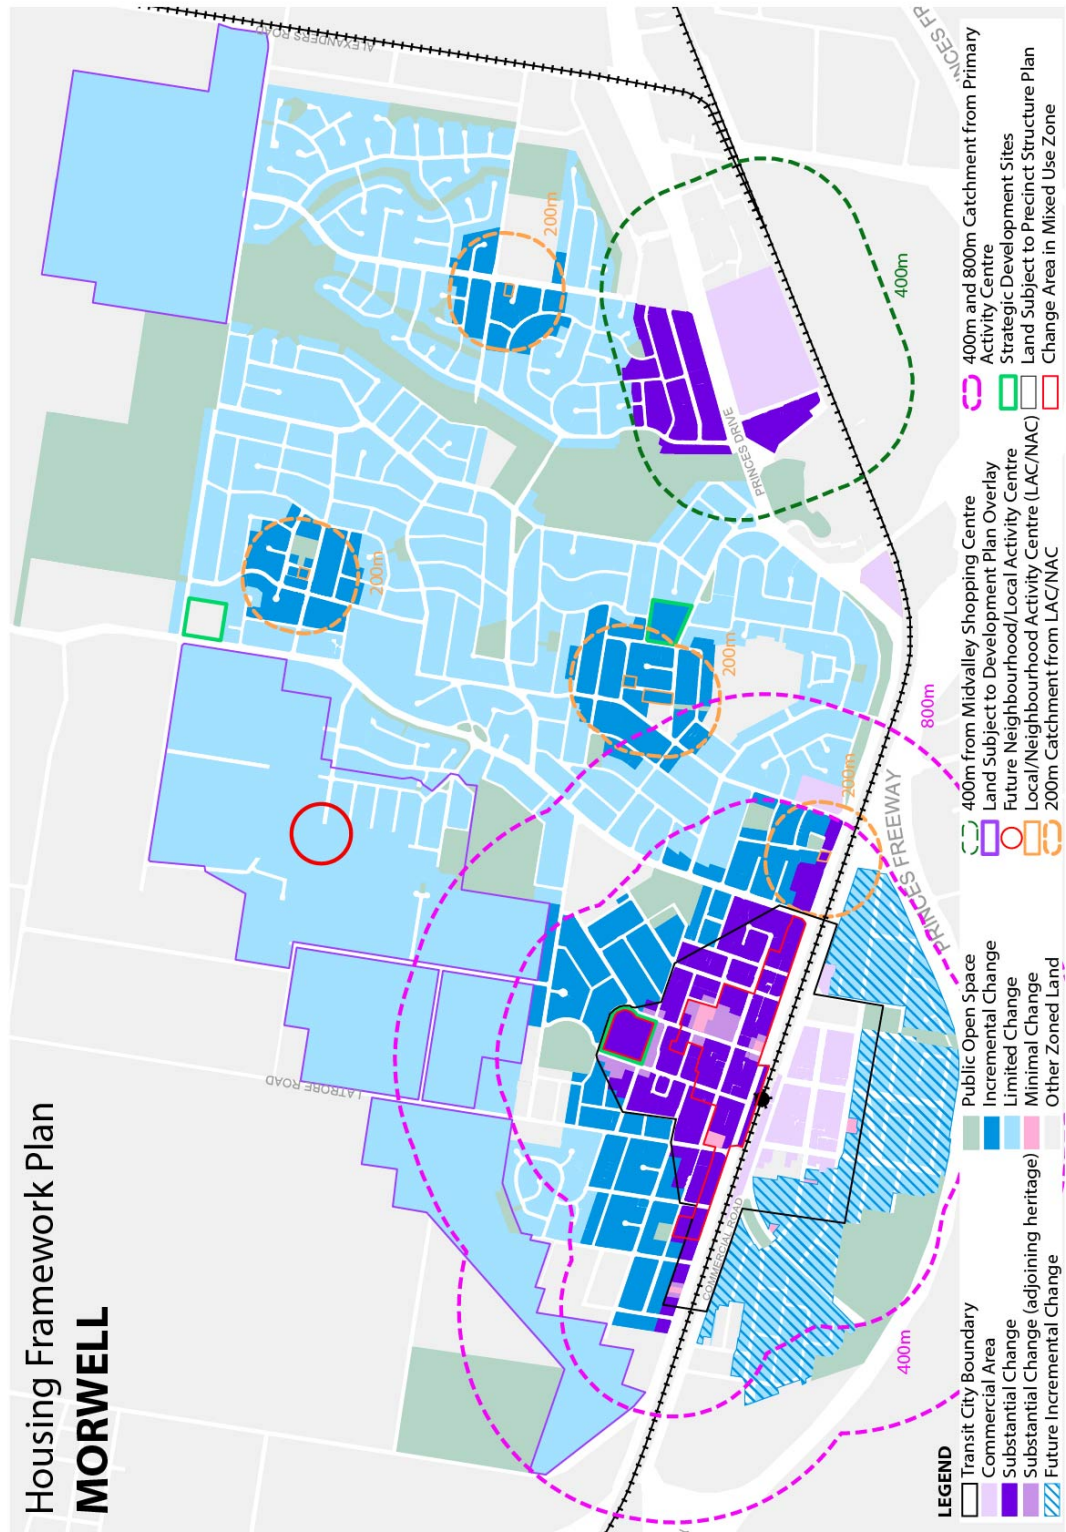 Housing Framework Plan
MORWELL
ALEXANDERS ROAD
PRINCES FR
200m
400m
200m
PRINCES DRIVE
200m
800m
200m
PRINCES FREEWAY
LATROBE ROAD
COMMERCIAL ROAD
400m
PRINCES FREEWAY
LEGEND
Transit City Boundary
Commercial Area
Substantial Change
Substantial Change (adjoining heritage)
Future Incremental Change
Public Open Space
Incremental Change
Limited Change
Minimal Change
Other Zoned Land
400m from Midvalley Shopping Centre
Land Subject to Development Plan Overlay
Future Neighbourhood/Local Activity Centre
Local/Neighbourhood Activity Centre (LAC/NAC)
200m Catchment from LAC/NAC
400m and 800m Catchment from Primary
Activity Centre
Strategic Development Sites
Land Subject to Precinct Structure Plan
Change Area in Mixed Use Zone